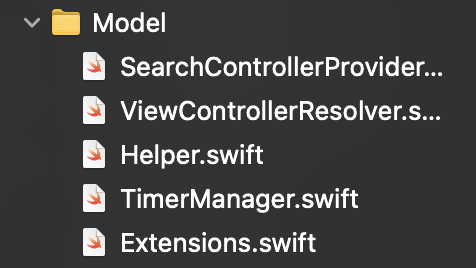 Model
SearchControllerProvider...
ViewControllerResolver.s...
Helper.swift
TimerManager.swift
Extensions.swift